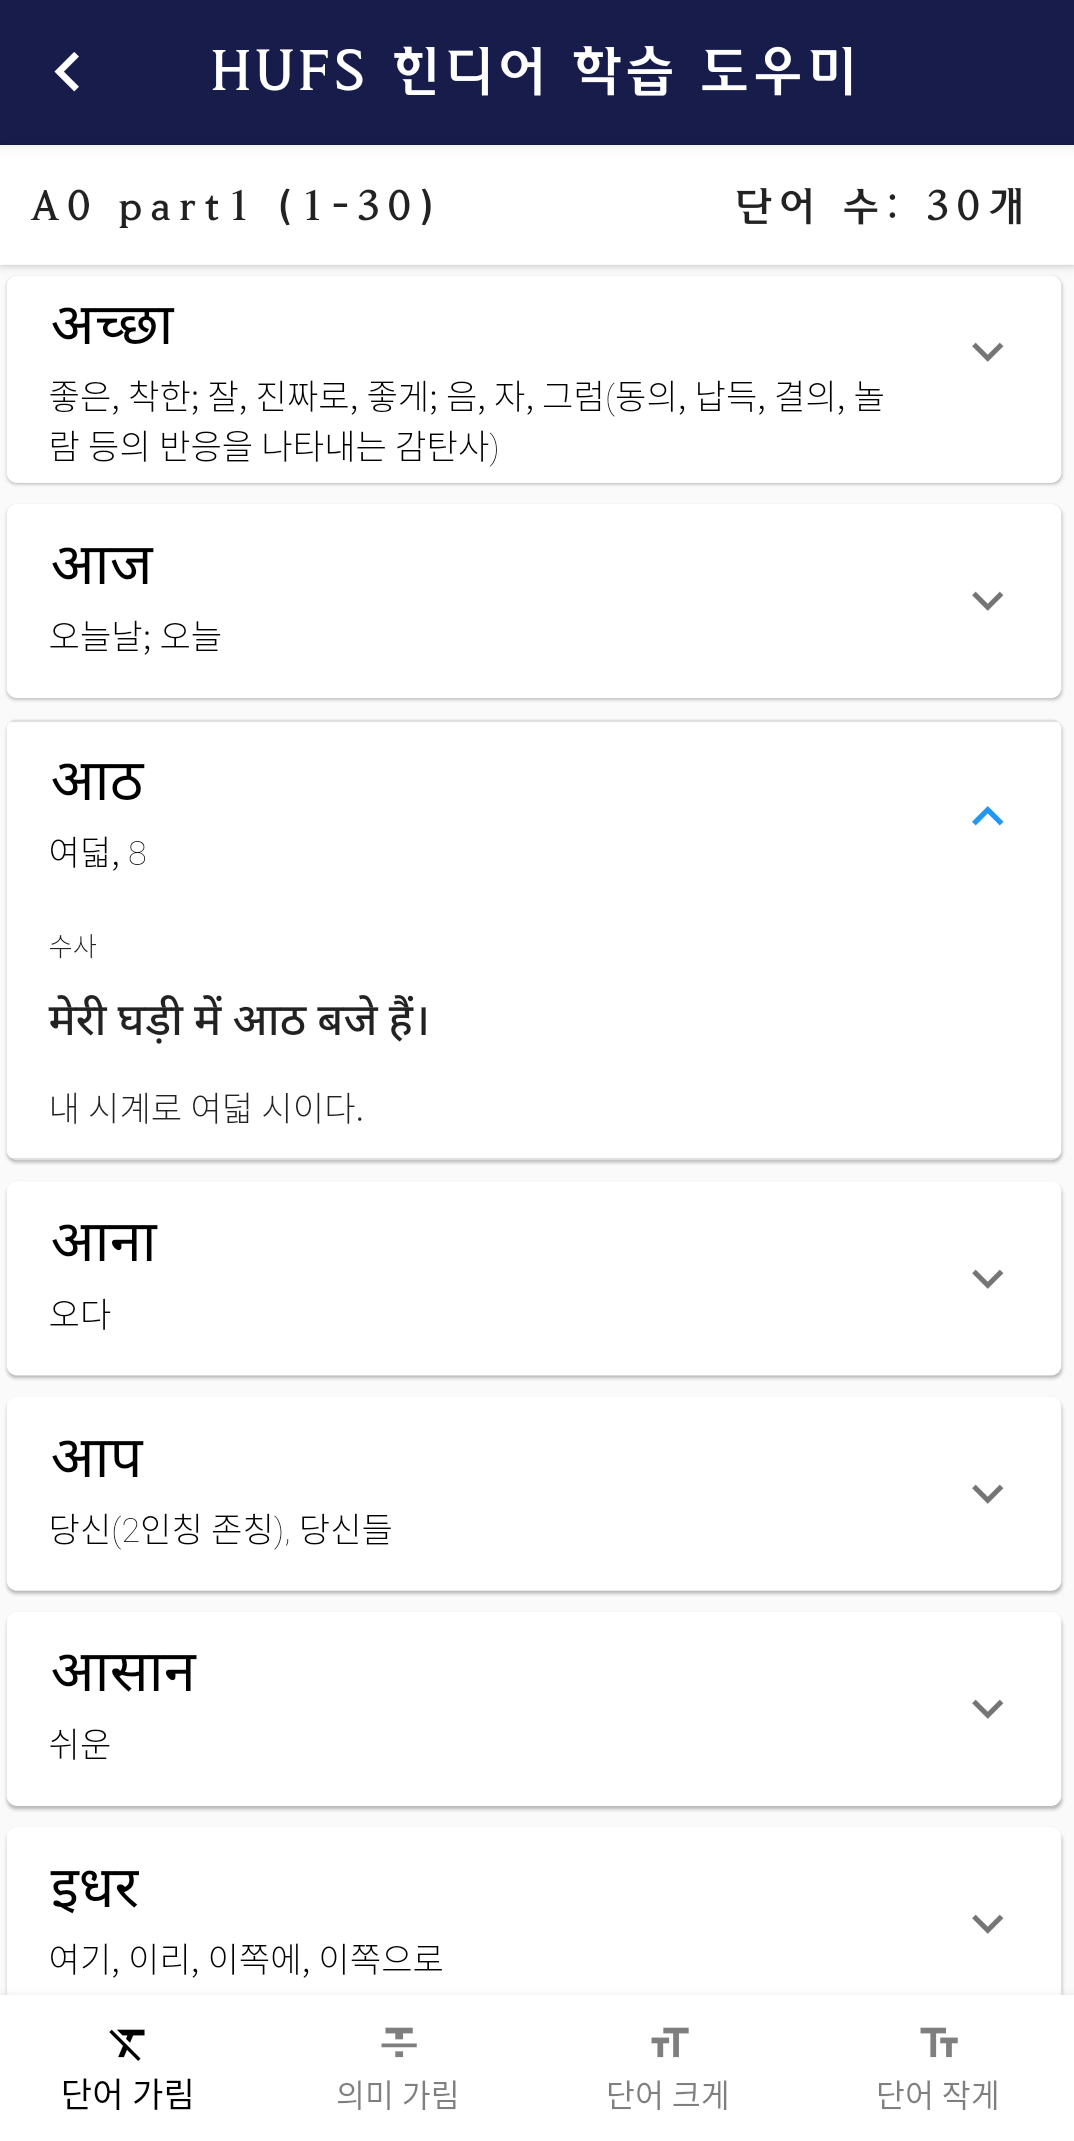 HUFS 힌디어 학습 도우미
A0 part1 (1-30)
단어 수: 30개
अच्छा
좋은, 착한; 잘, 진짜로, 좋게; 음, 자, 그럼(동의, 납득, 결의, 놀
람 등의 반응을 나타내는 감탄사)
आज
오늘날; 오늘
आठ
여덟, 8
수사
मेरी घड़ी में आठ बजे हैं।
내 시계로 여덟 시이다.
आना
오다
आप
당신(2인칭 존칭), 당신들
आसान
쉬운
इधर
여기, 이리, 이쪽에, 이쪽으로
단어 가림
의미 가림
단어 크게
단어 작게